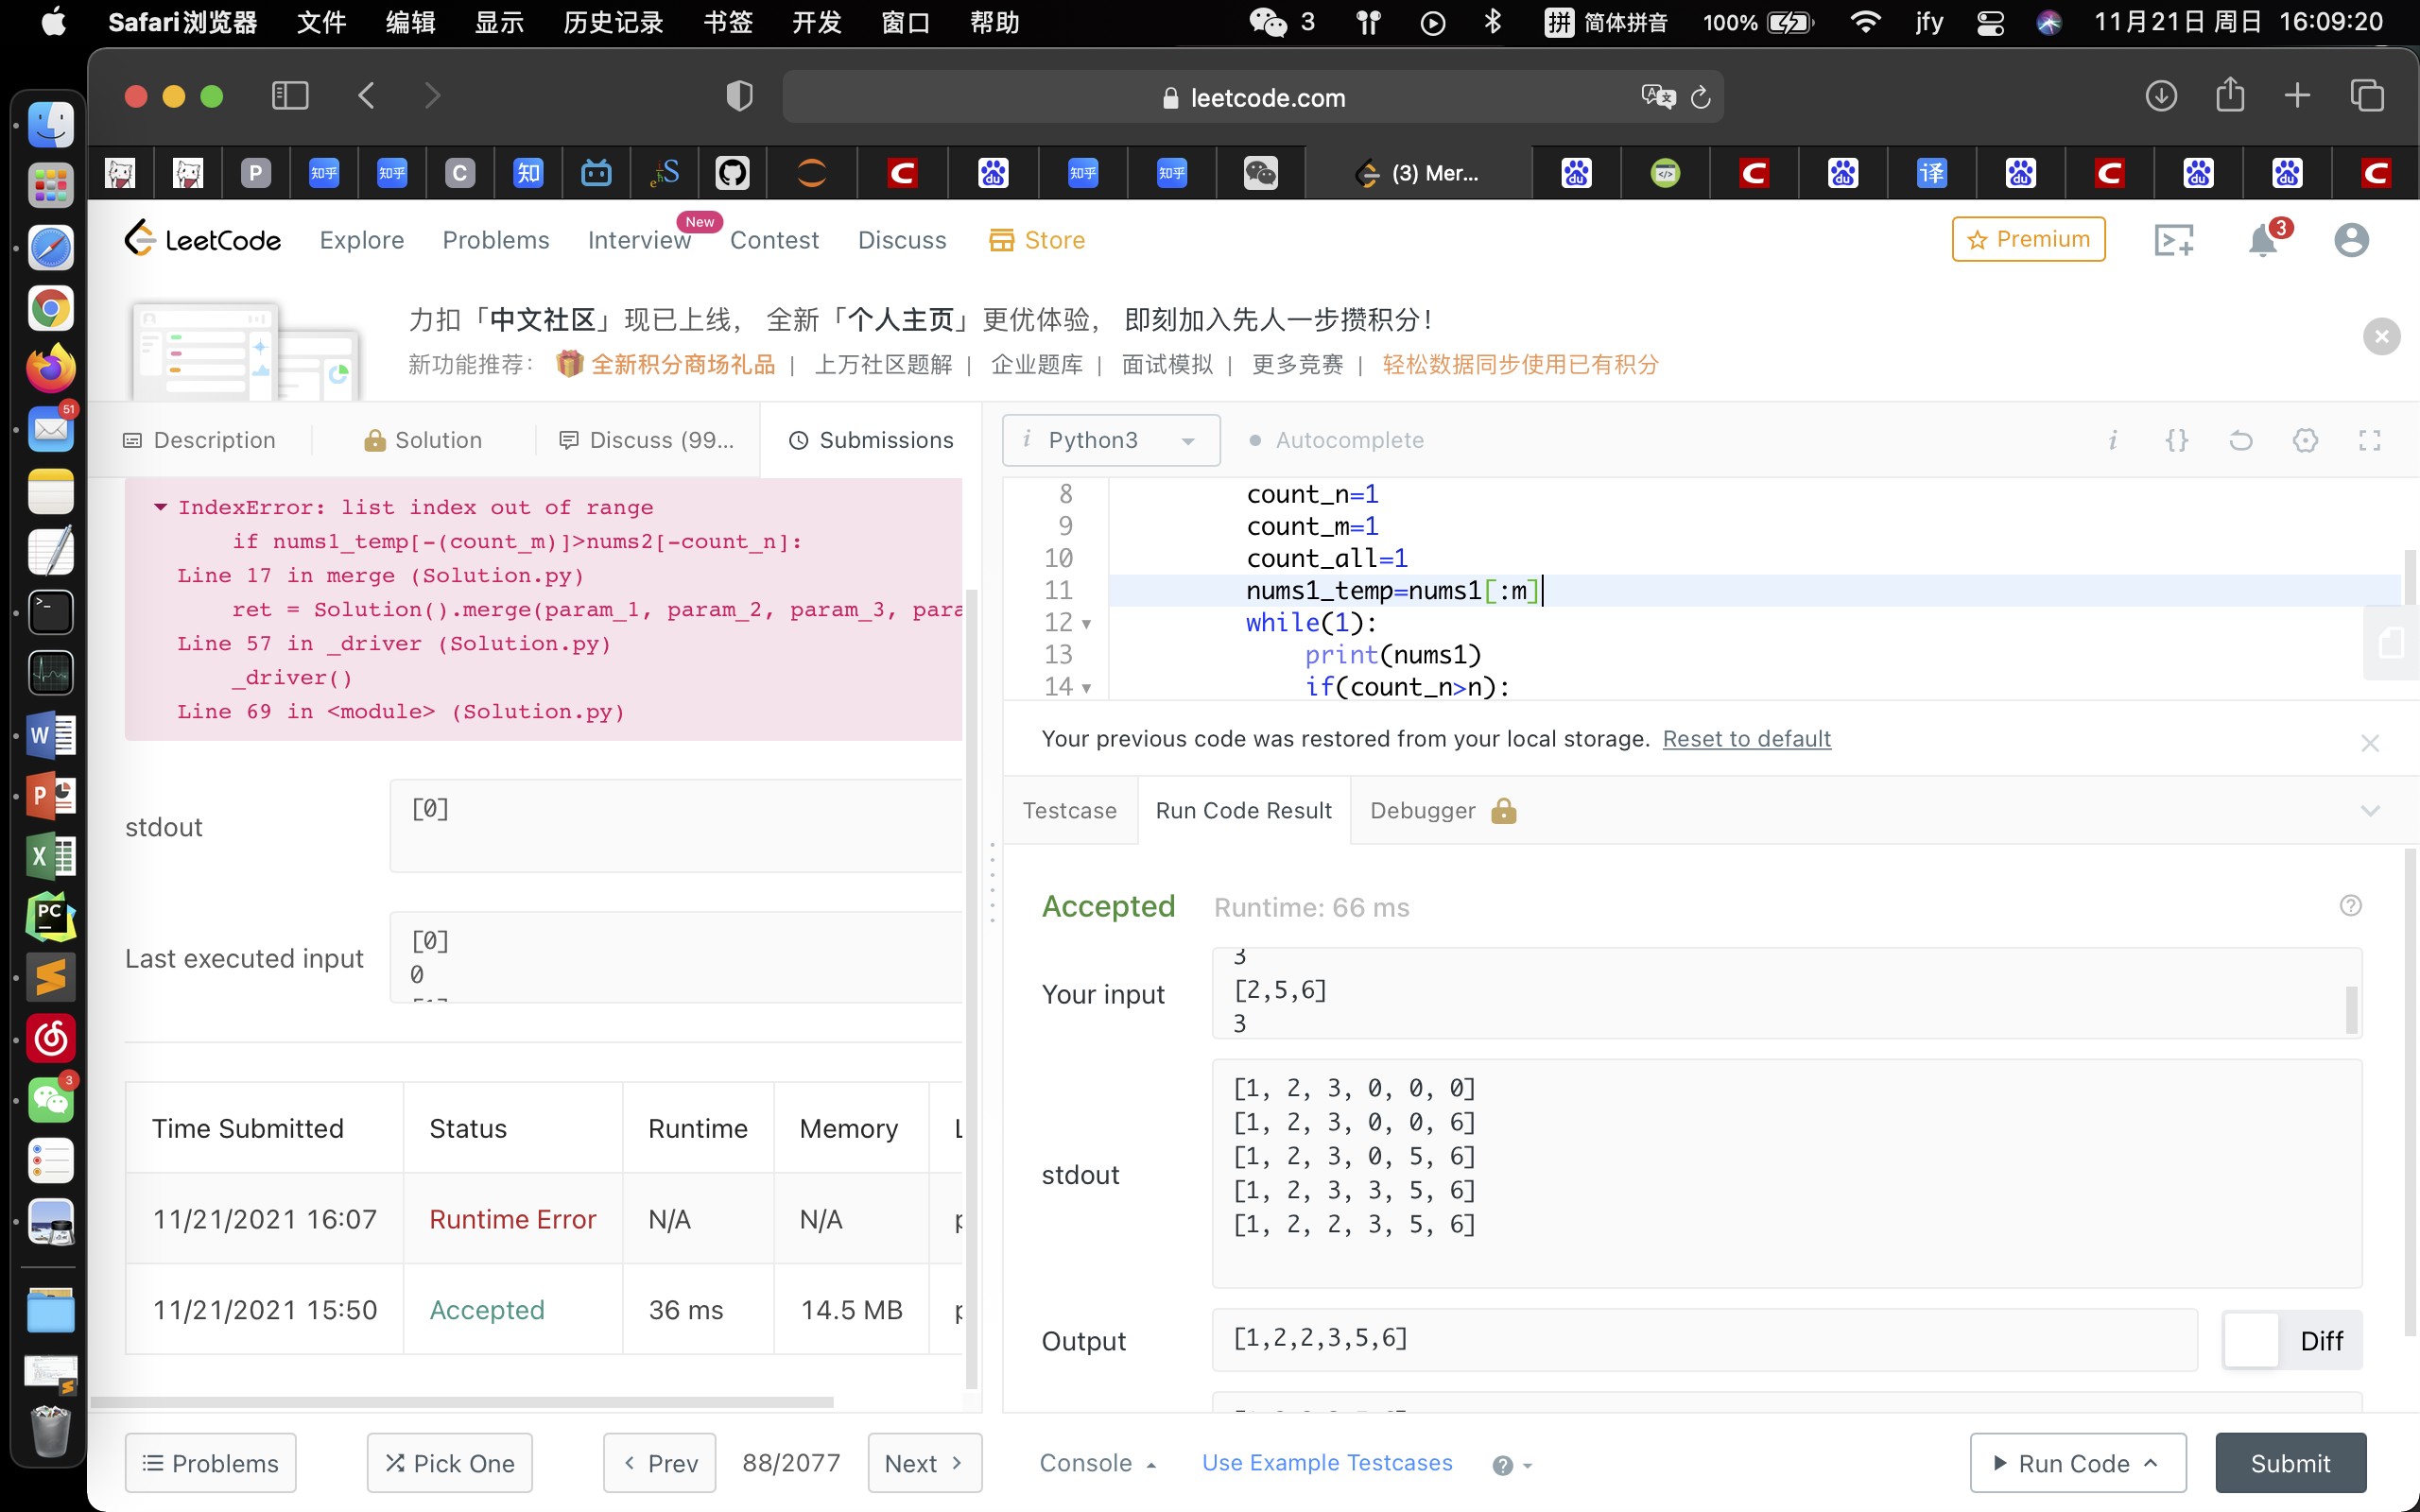 Safari浏览器 文件 编辑 显示 历史记录 书签 开发 窗口 帮助 3 拼 简体拼音 100% jfy 11月21日 周日 16:09:20
leetcode.com
P 知乎 知乎 C 知 知乎 知乎 (3) Mer... 译
LeetCode Explore Problems Interview New Contest Discuss Store Premium 3
力扣「中文社区」现已上线， 全新「个人主页」更优体验， 即刻加入先人一步攒积分！
新功能推荐： 全新积分商场礼品 | 上万社区题解 | 企业题库 | 面试模拟 | 更多竞赛 | 轻松数据同步使用已有积分
Description Solution Discuss (99... Submissions
IndexError: list index out of range
if nums1_temp[-(count_m)]>nums2[-count_n]:
Line 17 in merge (Solution.py)
ret = Solution().merge(param_1, param_2, param_3, para
Line 57 in _driver (Solution.py)
_driver()
Line 69 in <module> (Solution.py)
stdout
[0]
Last executed input
[0]
0
Time Submitted Status Runtime Memory
11/21/2021 16:07 Runtime Error N/A N/A
11/21/2021 15:50 Accepted 36 ms 14.5 MB
Problems Pick One Prev 88/2077 Next
i Python3 Autocomplete
8 count_n=1
9 count_m=1
10 count_all=1
11 nums1_temp=nums1[:m]
12 while(1):
13 print(nums1)
14 if(count_n>n):
Your previous code was restored from your local storage. Reset to default
Testcase Run Code Result Debugger
Accepted Runtime: 66 ms
Your input
3
[2,5,6]
3
stdout
[1, 2, 3, 0, 0, 0]
[1, 2, 3, 0, 0, 6]
[1, 2, 3, 0, 5, 6]
[1, 2, 3, 3, 5, 6]
[1, 2, 2, 3, 5, 6]
Output
[1,2,2,3,5,6]
Diff
Console Use Example Testcases Run Code Submit
51
W
P
X
PC
3